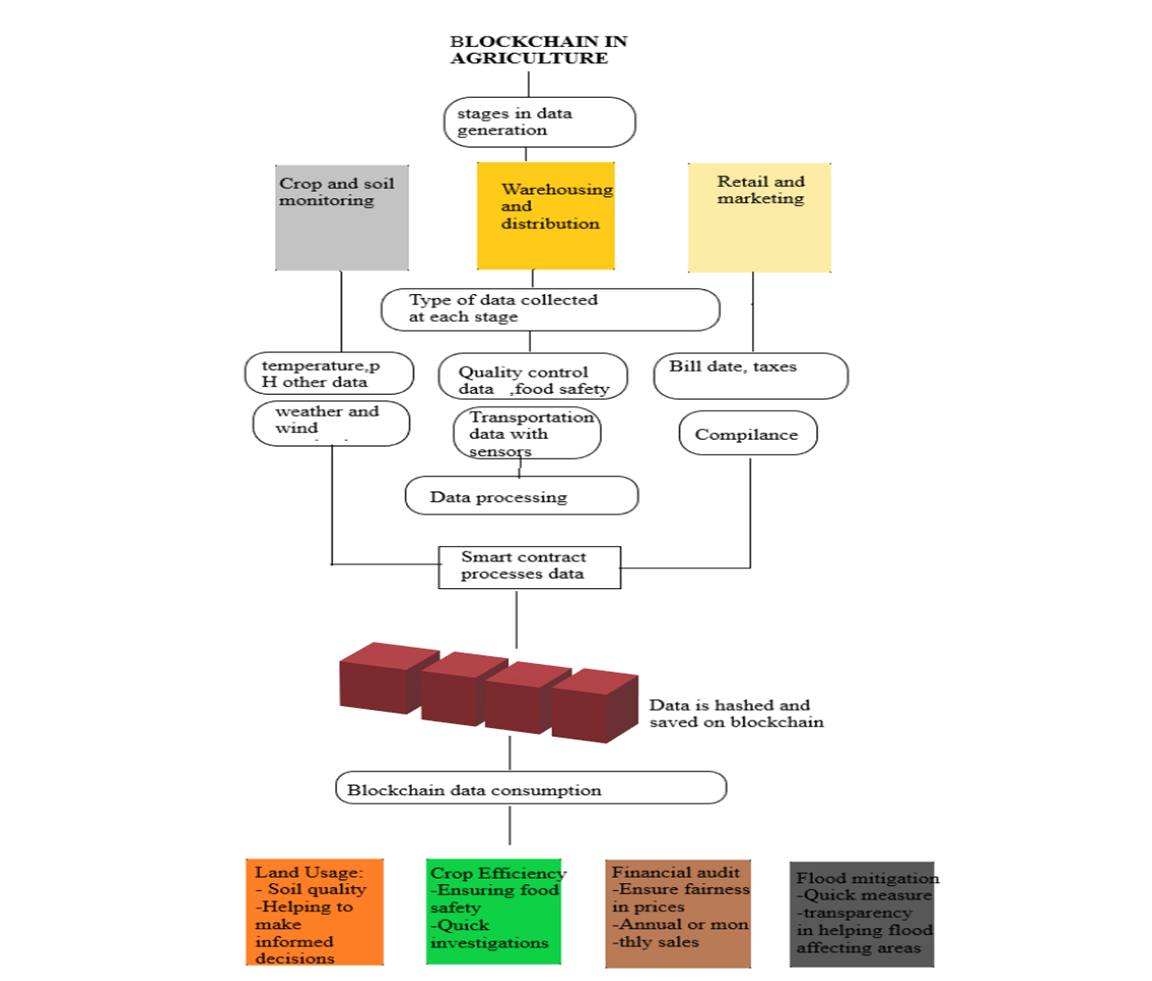 BLOCKCHAIN IN
AGRICULTURE
stages in data
generation
Crop and soil
monitoring
Warehousing
and
distribution
Retail and
marketing
Type of data collected
at each stage
temperature,p
H other data
weather and
wind
Quality control
data ,food safety
Transportation
data with
sensors
Bill date, taxes
Compilance
Data processing
Smart contract
processes data
Data is hashed and
saved on blockchain
Blockchain data consumption
Land Usage:
- Soil quality
-Helping to
make
informed
decisions
Crop Efficiency
-Ensuring food
safety
-Quick
investigations
Financial audit
-Ensure fairness
in prices
-Annual or mon
-thly sales
Flood mitigation
-Quick measure
-transparency
in helping flood
affecting areas